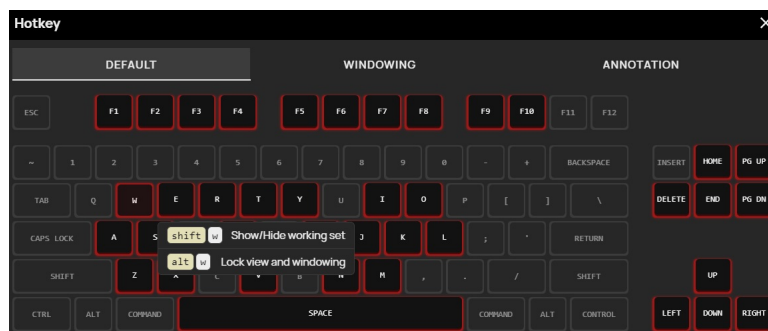 Hotkey
DEFAULT WINDOWING ANNOTATION
ESC F1 F2 F3 F4 F5 F6 F7 F8 F9 F10 F11 F12
~ 1 2 3 4 5 6 7 8 9 0 - + BACKSPACE INSERT HOME PG UP
TAB Q W E R T Y U I O P [ ] \ DELETE END PG DN
CAPS LOCK A S J K L ; ' RETURN
shift w Show/Hide working set
alt w Lock view and windowing
SHIFT Z X C V B N M , . / SHIFT UP
CTRL ALT COMMAND SPACE COMMAND ALT CONTROL LEFT DOWN RIGHT